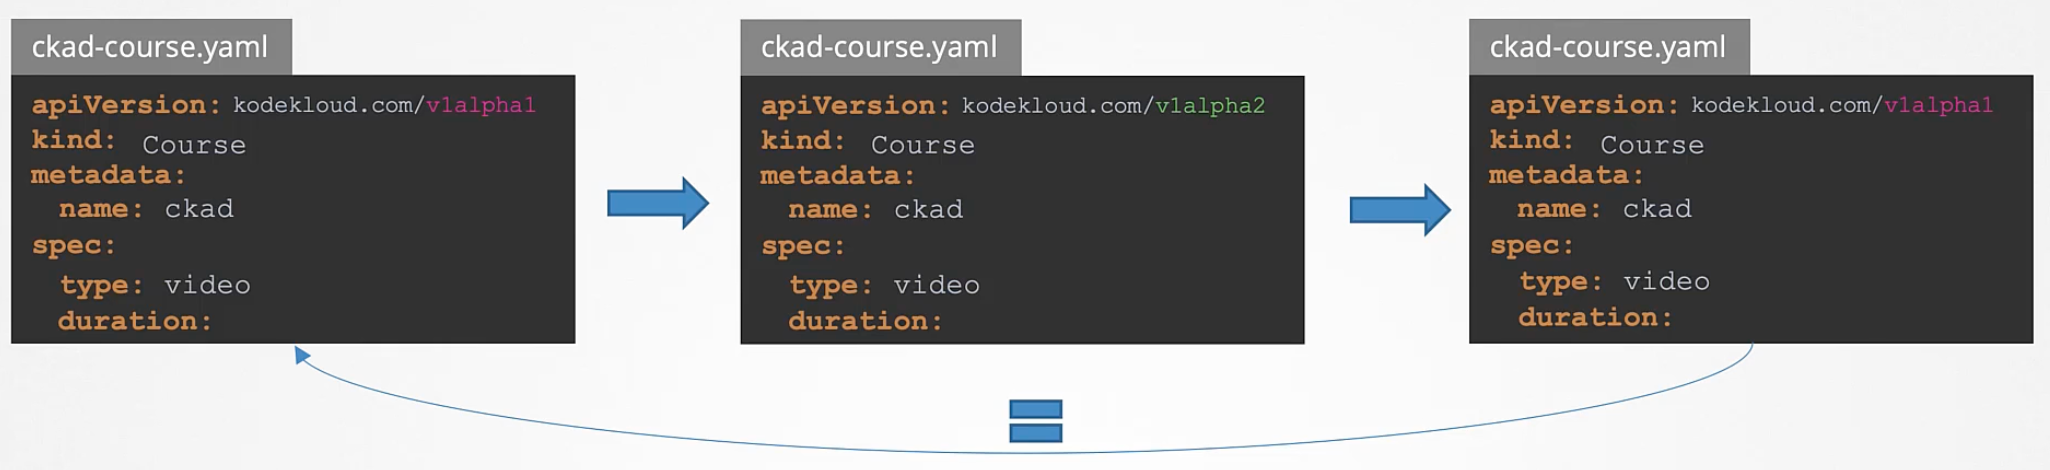 ckad-course.yaml
apiVersion: kodekloud.com/v1alpha1
kind: Course
metadata:
name: ckad
spec:
type: video
duration:
ckad-course.yaml
apiVersion: kodekloud.com/v1alpha2
kind: Course
metadata:
name: ckad
spec:
type: video
duration:
ckad-course.yaml
apiVersion: kodekloud.com/v1alpha1
kind: Course
metadata:
name: ckad
spec:
type: video
duration: